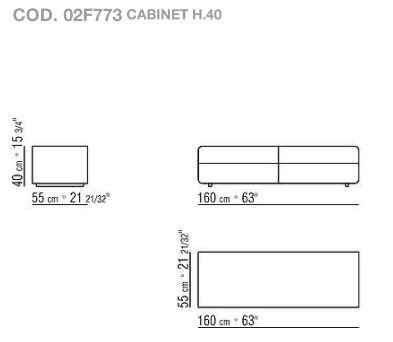 COD. 02F773 CABINET H.40
40 cm ° 15 3/4"
55 cm ° 21 21/32"
160 cm ° 63"
55 cm ° 21 21/32"
160 cm ° 63"